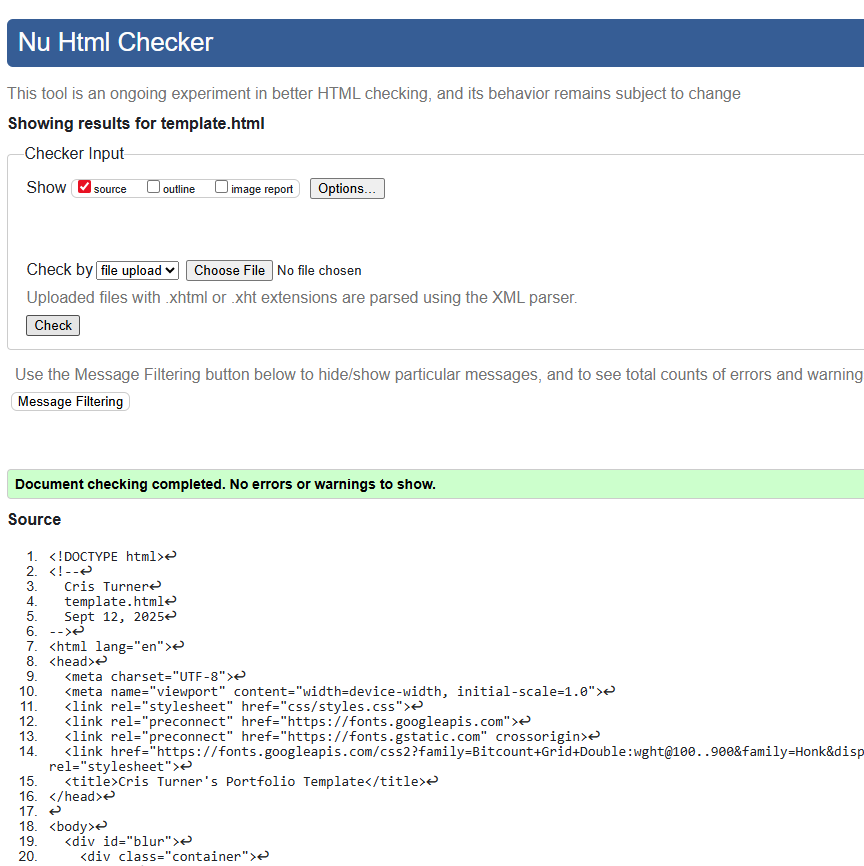 Nu Html Checker
This tool is an ongoing experiment in better HTML checking, and its behavior remains subject to change
Showing results for template.html
Checker Input
Show source outline image report Options...
Check by file upload Choose File No file chosen
Uploaded files with .xhtml or .xht extensions are parsed using the XML parser.
Check
Use the Message Filtering button below to hide/show particular messages, and to see total counts of errors and warning
Message Filtering
Document checking completed. No errors or warnings to show.
Source
1. <!DOCTYPE html>↩
2. <!--↩
3. Cris Turner↩
4. template.html↩
5. Sept 12, 2025↩
6. -->↩
7. <html lang="en">↩
8. <head>↩
9. <meta charset="UTF-8">↩
10. <meta name="viewport" content="width=device-width, initial-scale=1.0">↩
11. <link rel="stylesheet" href="css/styles.css">↩
12. <link rel="preconnect" href="https://fonts.googleapis.com">↩
13. <link rel="preconnect" href="https://fonts.gstatic.com" crossorigin>↩
14. <link href="https://fonts.googleapis.com/css2?family=Bitcount+Grid+Double:wght@100..900&family=Honk&disp
rel="stylesheet">↩
15. <title>Cris Turner's Portfolio Template</title>↩
16. </head>↩
17. ↩
18. <body>↩
19. <div id="blur">↩
20. <div class="container">↩